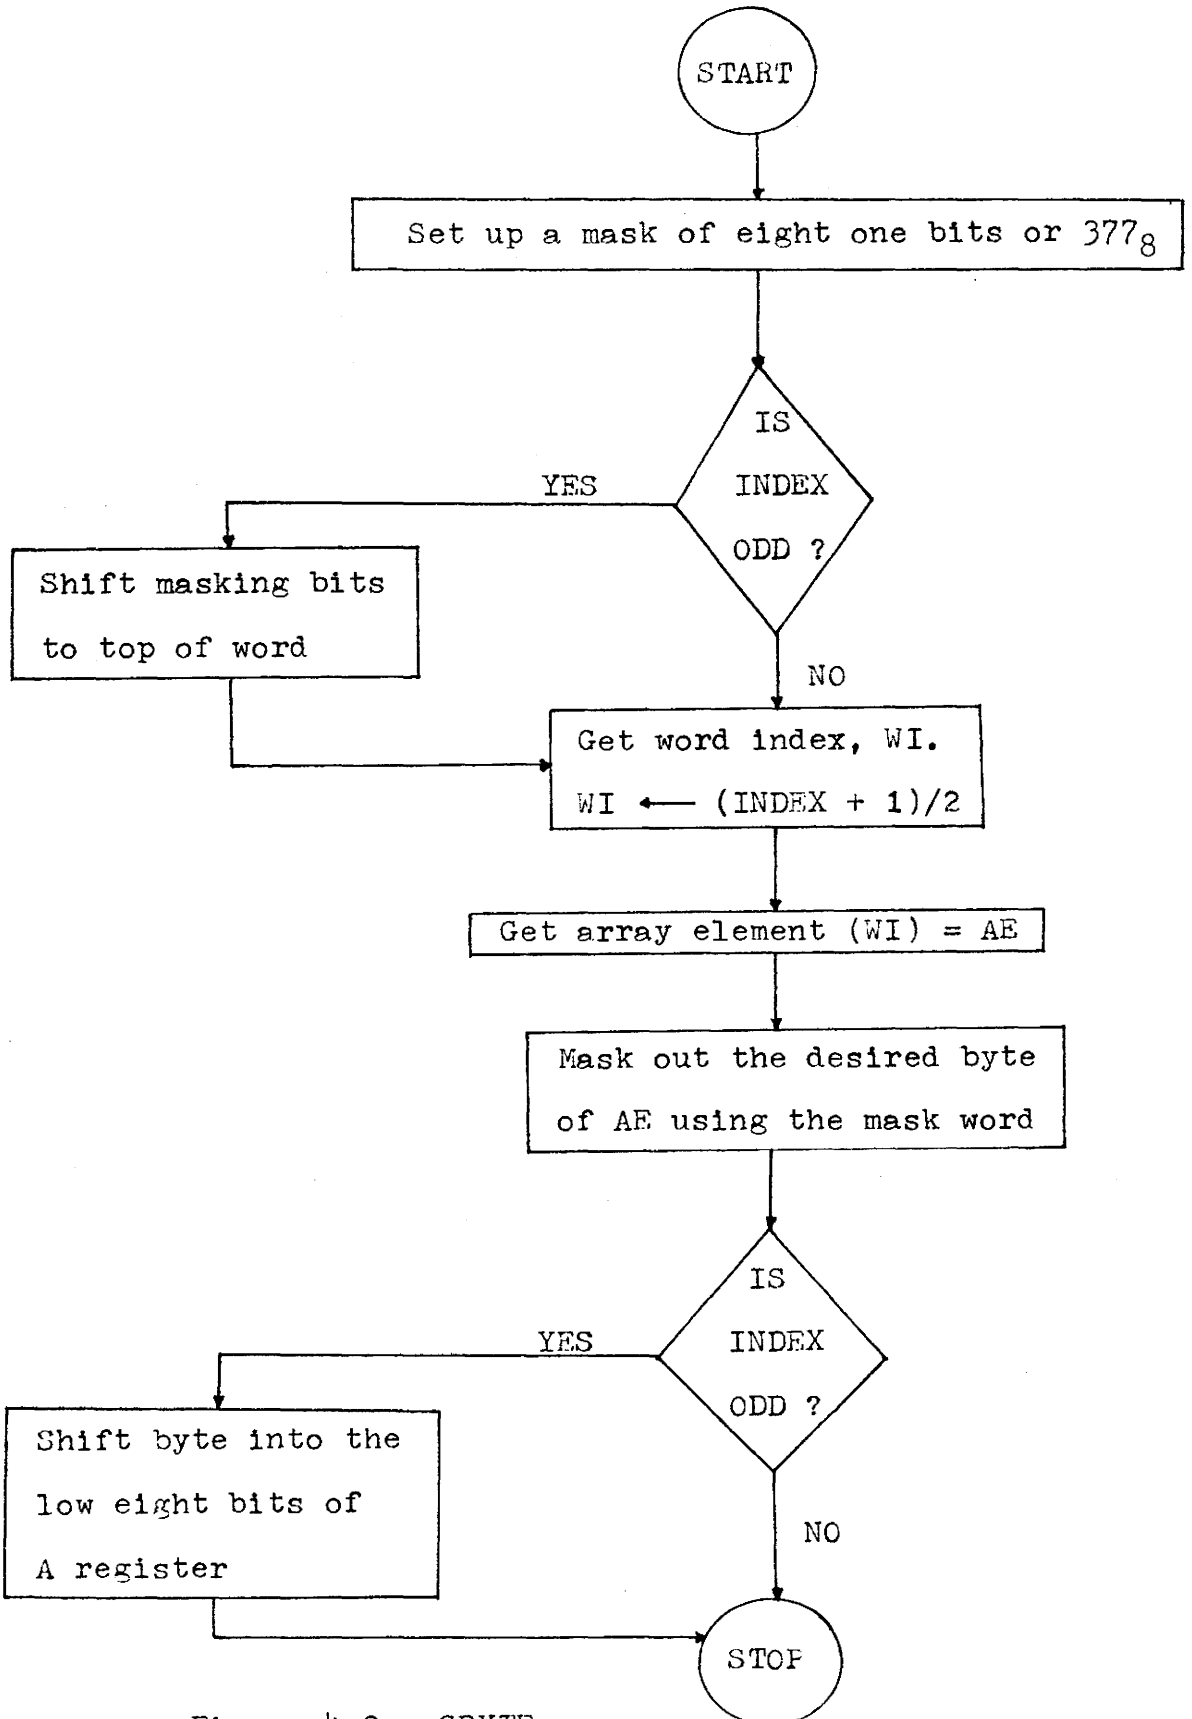 START
Set up a mask of eight one bits or 377₈
IS
INDEX
ODD ?
YES
Shift masking bits
to top of word
NO
Get word index, WI.
WI ← (INDEX + 1)/2
Get array element (WI) = AE
Mask out the desired byte
of AE using the mask word
IS
INDEX
ODD ?
YES
Shift byte into the
low eight bits of
A register
NO
STOP